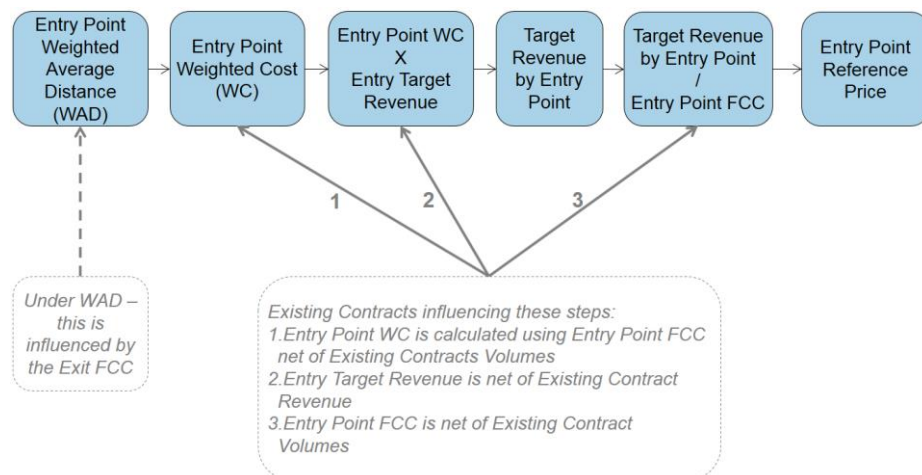 Entry Point
Weighted
Average
Distance
(WAD)
Entry Point
Weighted Cost
(WC)
Entry Point WC
X
Entry Target
Revenue
Target
Revenue
by Entry
Point
Target Revenue
by Entry Point
/
Entry Point FCC
Entry Point
Reference
Price
1
2
3
Under WAD –
this is
influenced by
the Exit FCC
Existing Contracts influencing these steps:
1.Entry Point WC is calculated using Entry Point FCC
net of Existing Contracts Volumes
2.Entry Target Revenue is net of Existing Contract
Revenue
3.Entry Point FCC is net of Existing Contract
Volumes